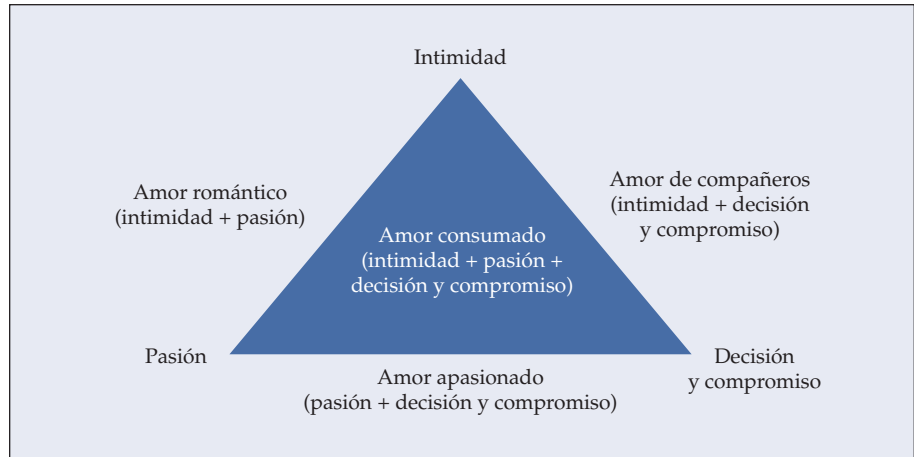 Intimidad
Amor romántico
(intimidad + pasión)
Amor de compañeros
(intimidad + decisión
y compromiso)
Amor consumado
(intimidad + pasión +
decisión y compromiso)
Pasión
Decisión
y compromiso
Amor apasionado
(pasión + decisión y compromiso)